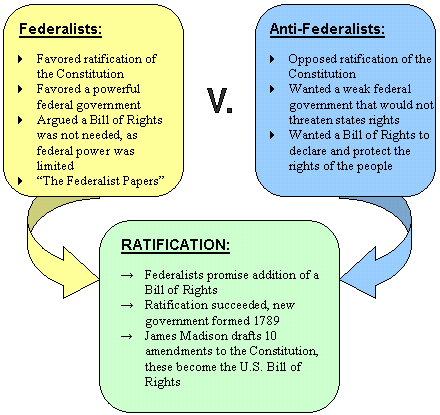 Federalists:
Favored ratification of
the Constitution
Favored a powerful
federal government
Argued a Bill of Rights
was not needed, as
federal power was
limited
“The Federalist Papers”
V.
Anti-Federalists:
Opposed ratification of the
Constitution
Wanted a weak federal
government that would not
threaten states rights
Wanted a Bill of Rights to
declare and protect the
rights of the people
RATIFICATION:
→ Federalists promise addition of a
Bill of Rights
→ Ratification succeeded, new
government formed 1789
→ James Madison drafts 10
amendments to the Constitution,
these become the U.S. Bill of
Rights